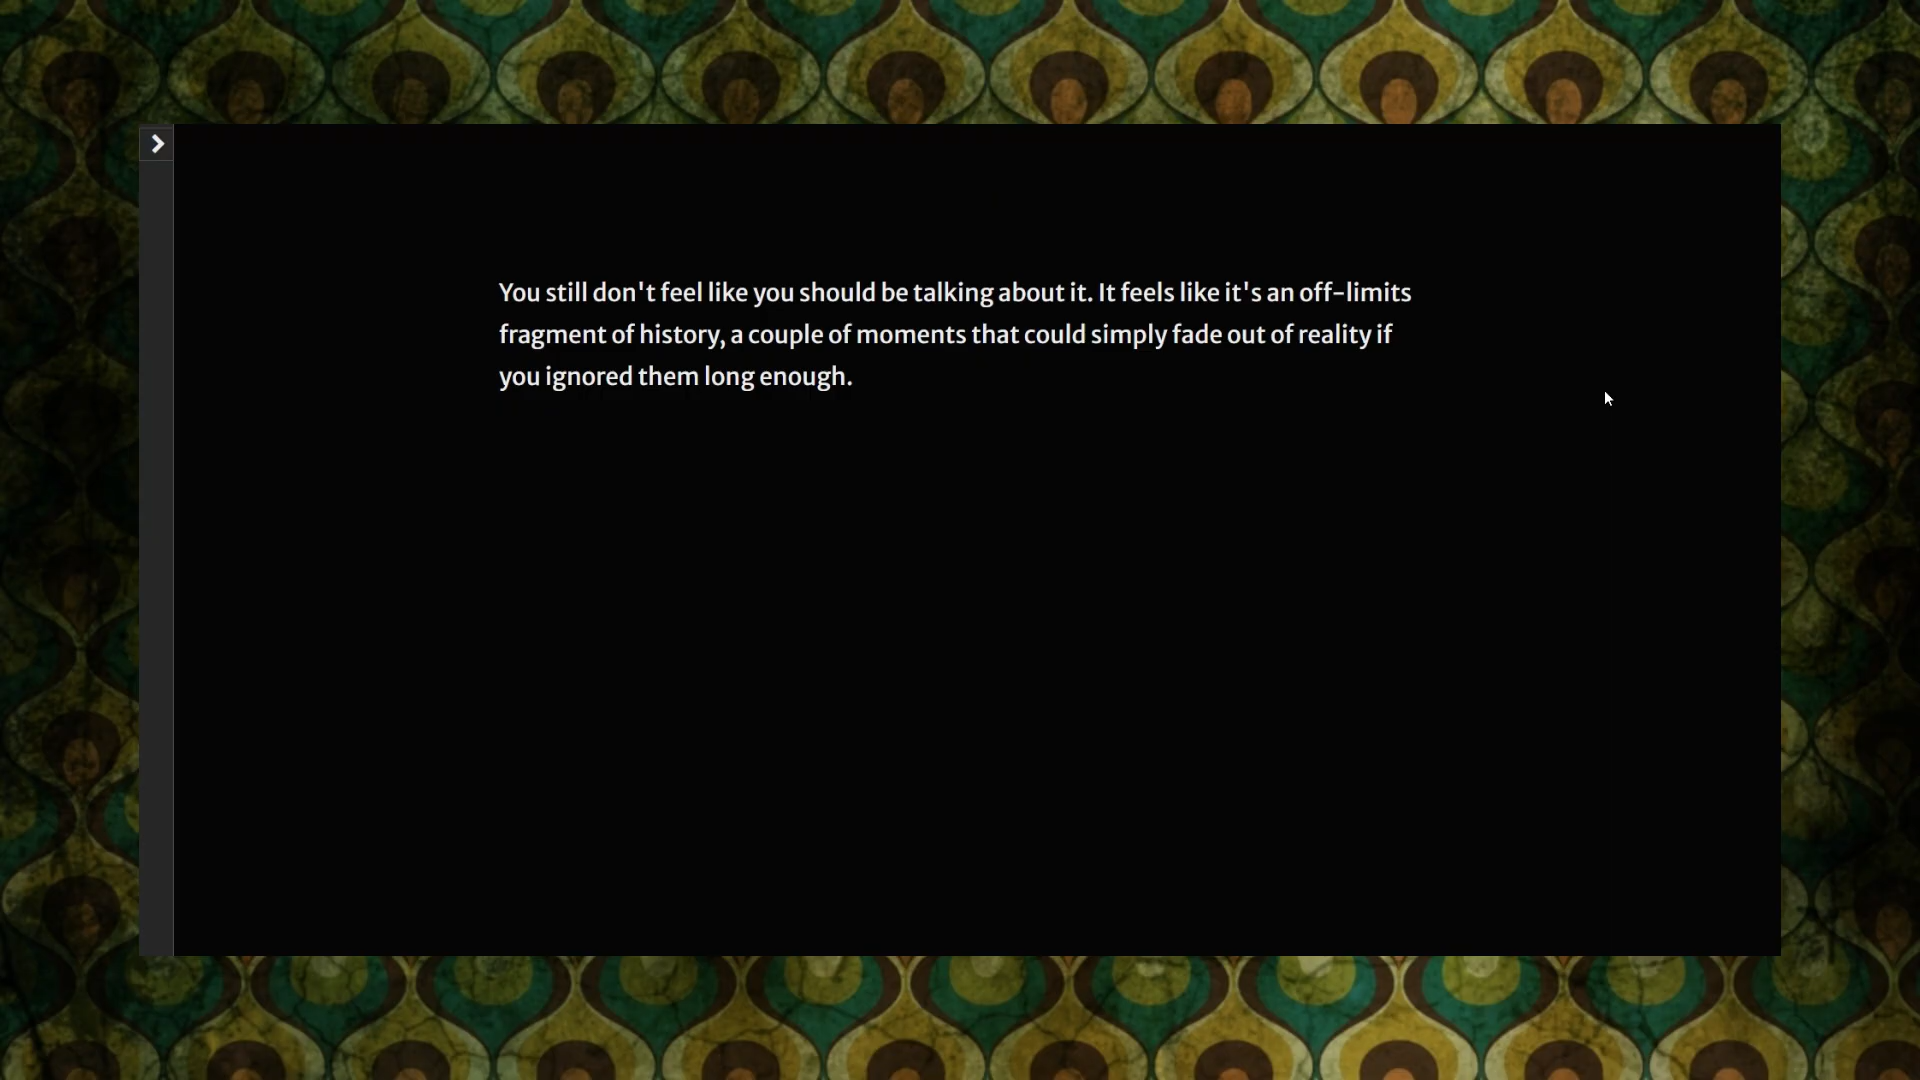 You still don't feel like you should be talking about it. It feels like it's an off-limits
fragment of history, a couple of moments that could simply fade out of reality if
you ignored them long enough.